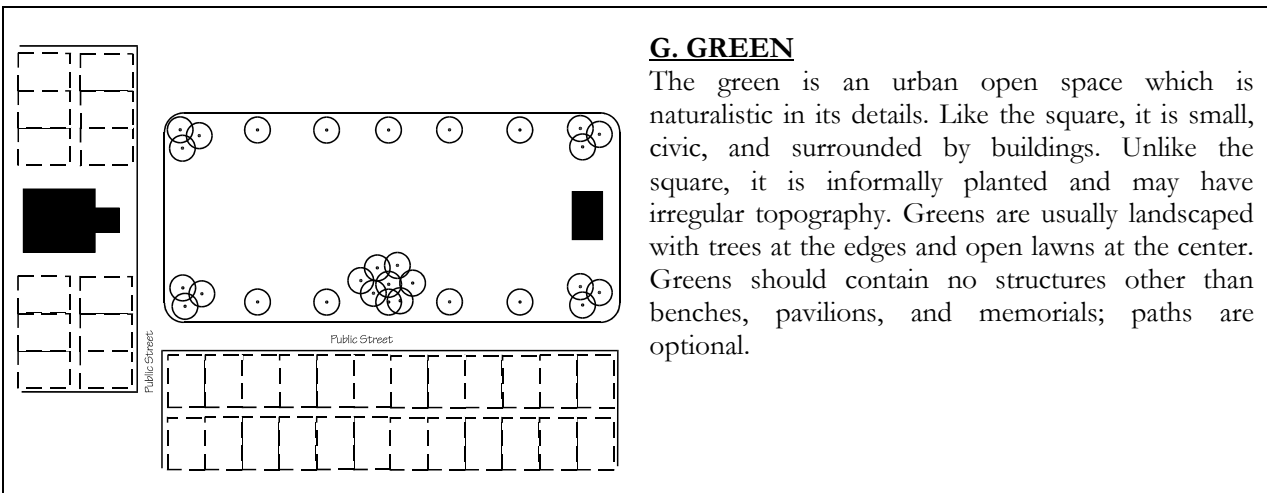 G. GREEN
The green is an urban open space which is
naturalistic in its details. Like the square, it is small,
civic, and surrounded by buildings. Unlike the
square, it is informally planted and may have
irregular topography. Greens are usually landscaped
with trees at the edges and open lawns at the center.
Greens should contain no structures other than
benches, pavilions, and memorials; paths are
optional.
Public Street
Public Street